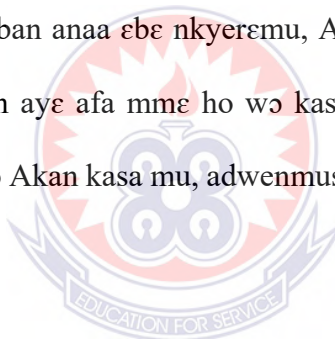 ban anaa ɛbɛ nkyerɛmu, A
n ayɛ afa mmɛ ho wɔ kas
Akan kasa mu, adwenmus
EDUCATION FOR SERVICE